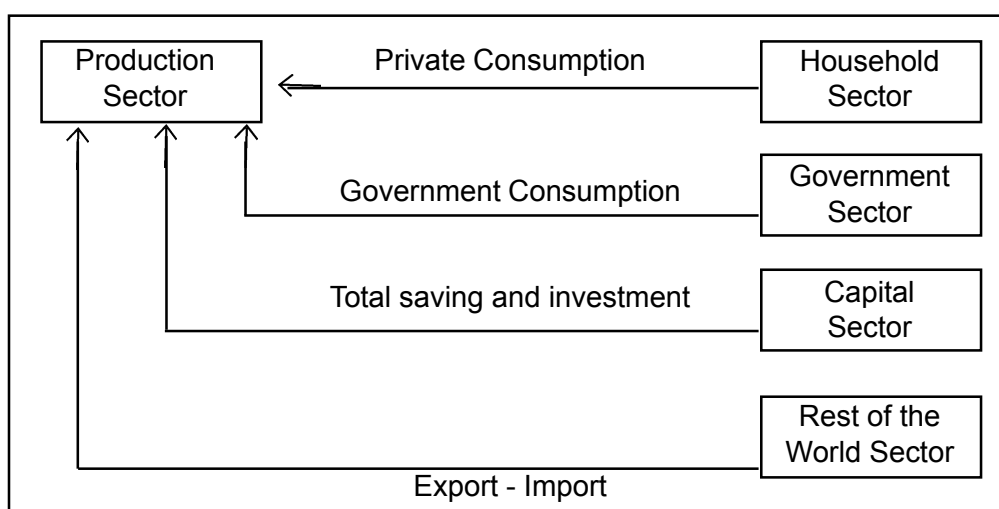 Production
Sector
Private Consumption
Household
Sector
Government Consumption
Government
Sector
Total saving and investment
Capital
Sector
Rest of the
World Sector
Export - Import